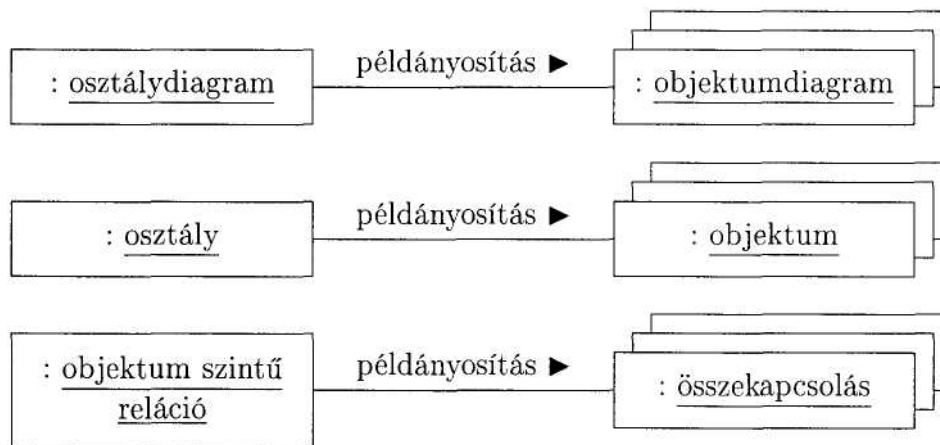 : osztálydiagram
példányosítás ►
: objektumdiagram
: osztály
példányosítás ►
: objektum
: objektum szintű
reláció
példányosítás ►
: összekapcsolás